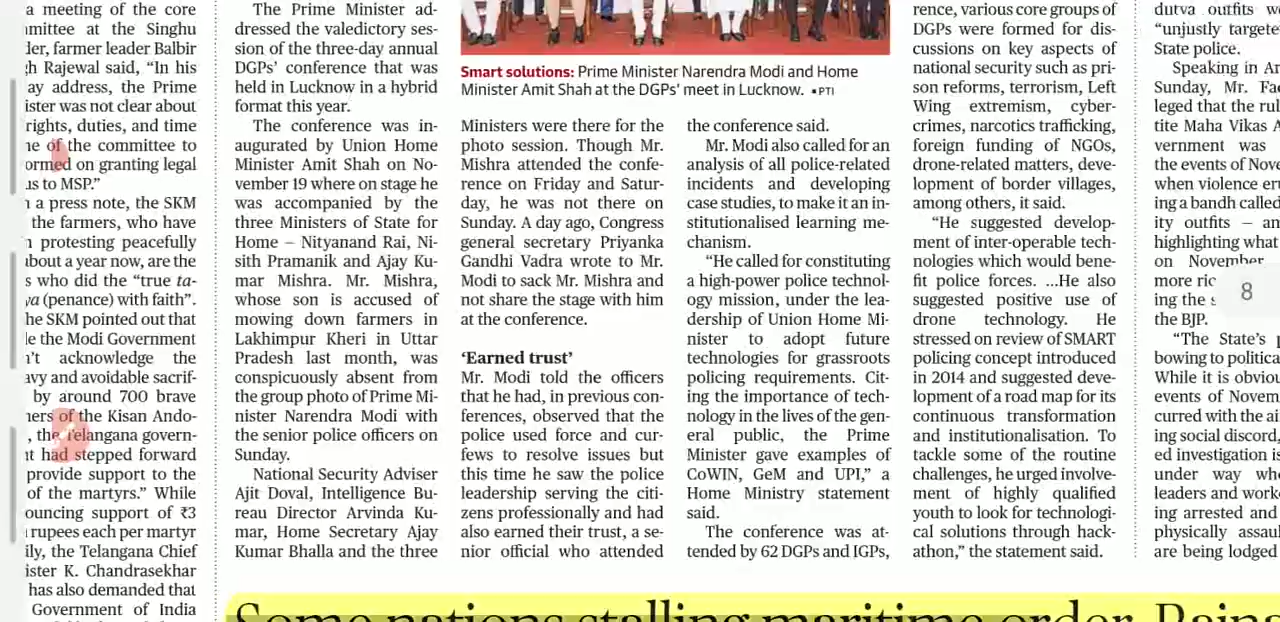 a meeting of the core
mmittee at the Singhu
der, farmer leader Balbir
gh Rajewal said, “In his
ay address, the Prime
ister was not clear about
rights, duties, and time
ne of the committee to
ormed on granting legal
us to MSP.”
a press note, the SKM
the farmers, who have
n protesting peacefully
about a year now, are the
s who did the “true ta-
ya (penance) with faith”.
he SKM pointed out that
le the Modi Government
n’t acknowledge the
avy and avoidable sacrif-
by around 700 brave
ners of the Kisan Ando-
, the Telangana govern-
nt had stepped forward
provide support to the
of the martyrs.” While
ouncing support of ₹3
rupees each per martyr
ily, the Telangana Chief
ister K. Chandrasekhar
has also demanded that
Government of India
The Prime Minister ad-
dressed the valedictory ses-
sion of the three-day annual
DGPs’ conference that was
held in Lucknow in a hybrid
format this year.
The conference was in-
augurated by Union Home
Minister Amit Shah on No-
vember 19 where on stage he
was accompanied by the
three Ministers of State for
Home – Nityanand Rai, Ni-
sith Pramanik and Ajay Ku-
mar Mishra. Mr. Mishra,
whose son is accused of
mowing down farmers in
Lakhimpur Kheri in Uttar
Pradesh last month, was
conspicuously absent from
the group photo of Prime Mi-
nister Narendra Modi with
the senior police officers on
Sunday.
National Security Adviser
Ajit Doval, Intelligence Bu-
reau Director Arvinda Ku-
mar, Home Secretary Ajay
Kumar Bhalla and the three
Smart solutions: Prime Minister Narendra Modi and Home
Minister Amit Shah at the DGPs’ meet in Lucknow. ▪PTI
Ministers were there for the
photo session. Though Mr.
Mishra attended the confe-
rence on Friday and Satur-
day, he was not there on
Sunday. A day ago, Congress
general secretary Priyanka
Gandhi Vadra wrote to Mr.
Modi to sack Mr. Mishra and
not share the stage with him
at the conference.
‘Earned trust’
Mr. Modi told the officers
that he had, in previous con-
ferences, observed that the
police used force and cur-
fews to resolve issues but
this time he saw the police
leadership serving the citi-
zens professionally and had
also earned their trust, a se-
nior official who attended
the conference said.
Mr. Modi also called for an
analysis of all police-related
incidents and developing
case studies, to make it an in-
stitutionalised learning me-
chanism.
“He called for constituting
a high-power police technol-
ogy mission, under the lea-
dership of Union Home Mi-
nister to adopt future
technologies for grassroots
policing requirements. Cit-
ing the importance of tech-
nology in the lives of the gen-
eral public, the Prime
Minister gave examples of
CoWIN, GeM and UPI,” a
Home Ministry statement
said.
The conference was at-
tended by 62 DGPs and IGPs,
rence, various core groups of
DGPs were formed for dis-
cussions on key aspects of
national security such as pri-
son reforms, terrorism, Left
Wing extremism, cyber-
crimes, narcotics trafficking,
foreign funding of NGOs,
drone-related matters, deve-
lopment of border villages,
among others, it said.
“He suggested develop-
ment of inter-operable tech-
nologies which would bene-
fit police forces. ...He also
suggested positive use of
drone technology. He
stressed on review of SMART
policing concept introduced
in 2014 and suggested deve-
lopment of a road map for its
continuous transformation
and institutionalisation. To
tackle some of the routine
challenges, he urged involve-
ment of highly qualified
youth to look for technologi-
cal solutions through hack-
athon,” the statement said.
dutva outfits we
“unjustly targete
State police.
Speaking in Ar
Sunday, Mr. Fad
leged that the rul
tite Maha Vikas A
vernment was
the events of Nove
when violence eru
ing a bandh called
ity outfits – an
highlighting what
on November
more ric
ing the s
the BJP.
“The State’s p
bowing to politica
While it is obviou
events of Novem
curred with the ai
ing social discord,
ed investigation is
under way whe
leaders and work
ing arrested and
physically assau
are being lodged
8
Some nations stalling maritime order, Rajna